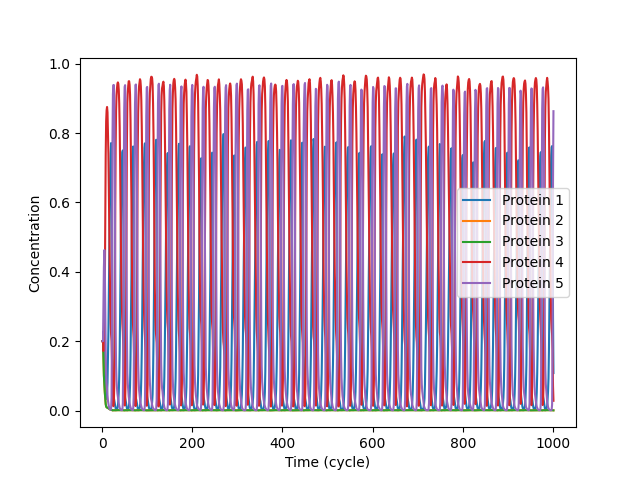 1.0
0.8
0.6
0.4
0.2
0.0
Concentration
0
200
400
600
800
1000
Time (cycle)
Protein 1
Protein 2
Protein 3
Protein 4
Protein 5